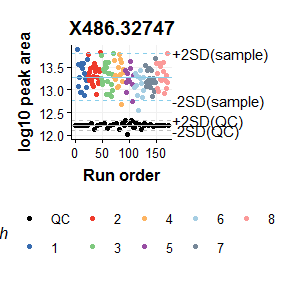 X486.32747
log10 peak area
13.5
13.0
12.5
12.0
+2SD(sample)
-2SD(sample)
+2SD(QC)
-2SD(QC)
0 50 100 150
Run order
h
QC 2 4 6 8
1 3 5 7